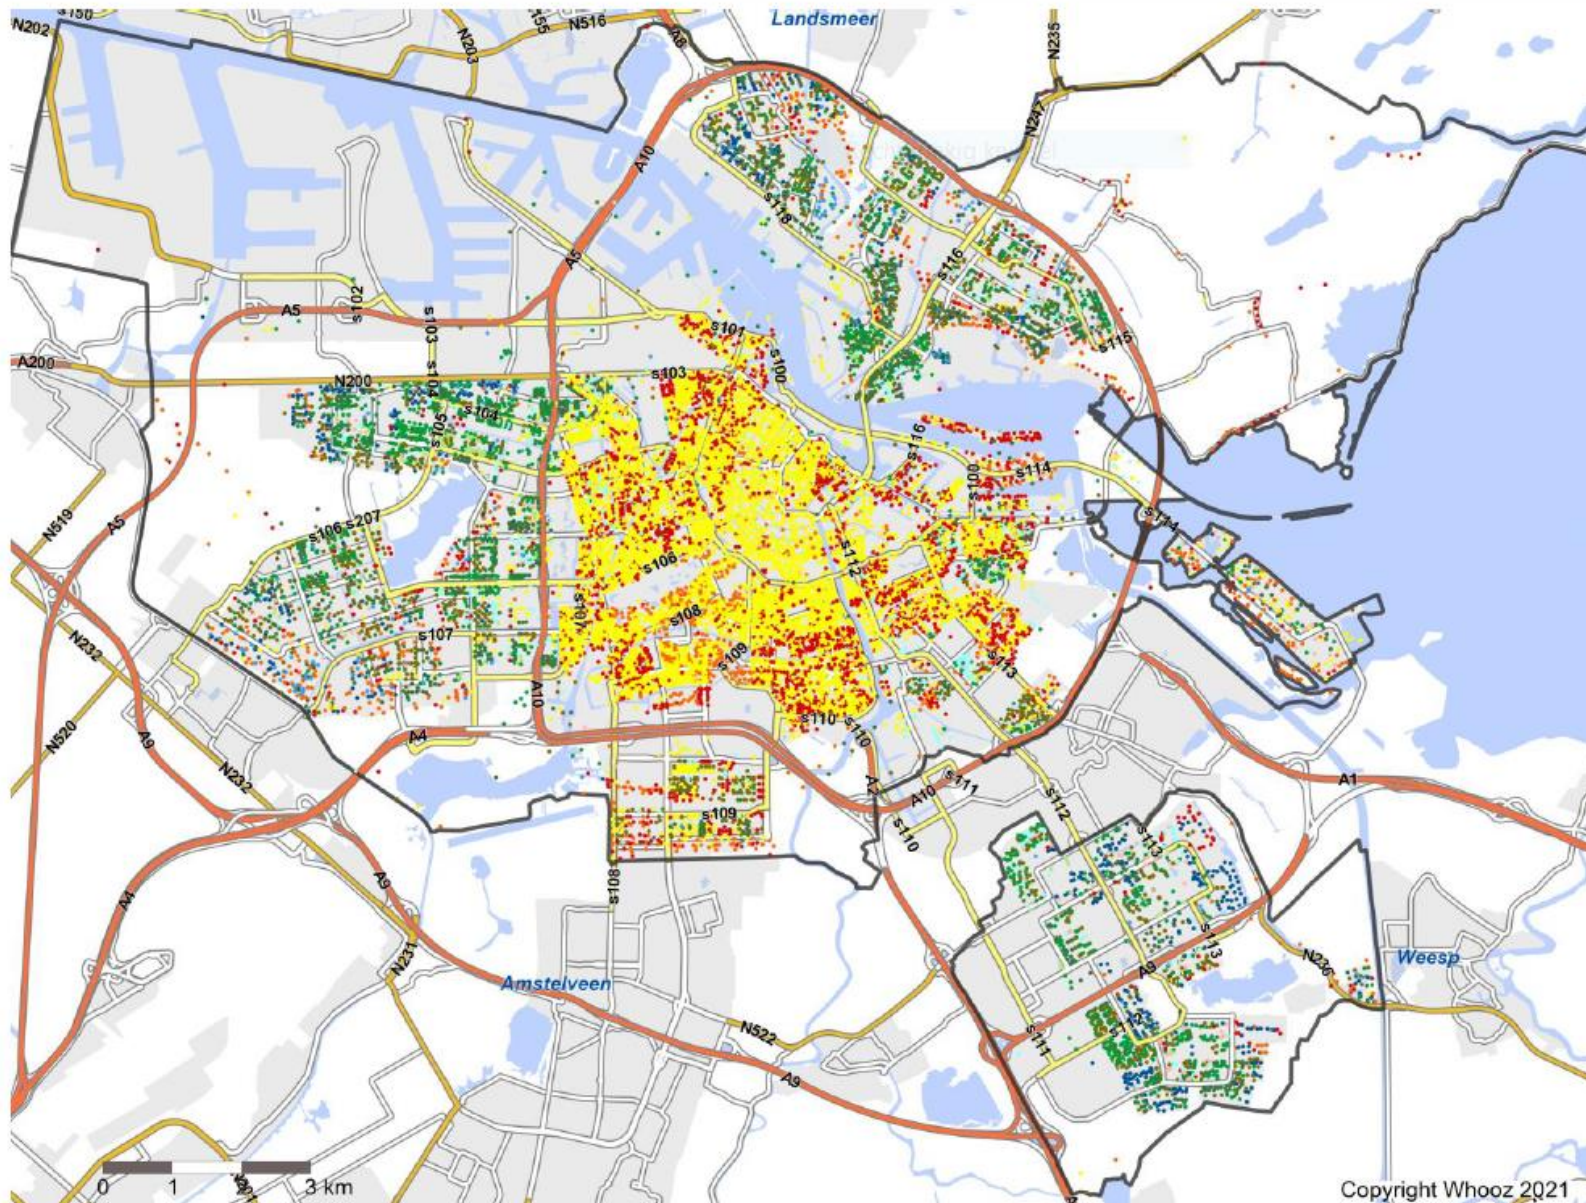 s150
N202
N203
s155
N516
A8
Landsmeer
N235
N247
A10
s118
A5
s116
s102
A5
s103
s101
s100
s115
A200
N200
s103
s104
s104
s105
s116
s114
s100
N519
A5
s106
s207
s106
s112
s114
s108
s107
s109
s113
N232
A10
s110
s110
N520
A9
A4
N232
A2
A10
s111
A1
s112
s109
s110
s113
s108
A4
A9
s113
N231
A9
N236
Weesp
Amstelveen
N522
s111
s112
A9
N201
0 1 3 km
Copyright Whooz 2021